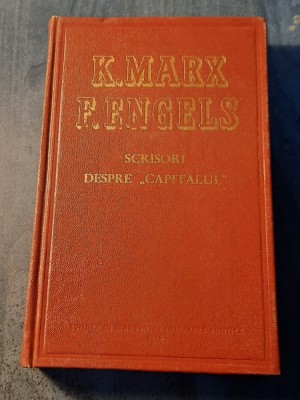 K. MARX
F. ENGELS
SCRISORI
DESPRE „CAPITALUL”